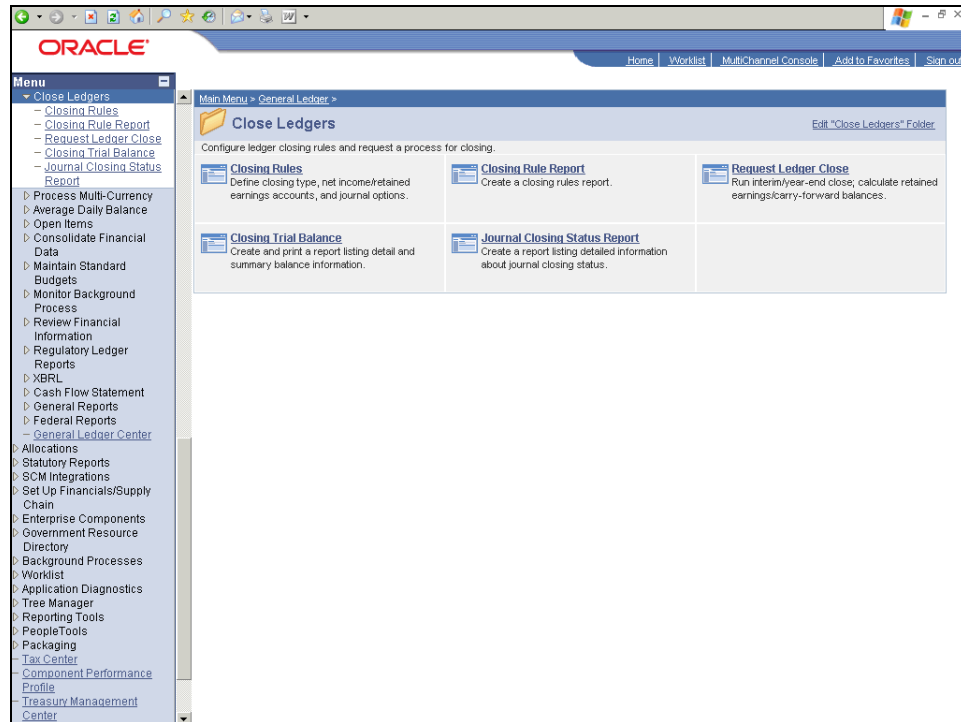 ORACLE
Home | Worklist | MultiChannel Console | Add to Favorites | Sign out
Menu
Close Ledgers
Closing Rules
Closing Rule Report
Request Ledger Close
Closing Trial Balance
Journal Closing Status
Report
Process Multi-Currency
Average Daily Balance
Open Items
Consolidate Financial
Data
Maintain Standard
Budgets
Monitor Background
Process
Review Financial
Information
Regulatory Ledger
Reports
XBRL
Cash Flow Statement
General Reports
Federal Reports
General Ledger Center
Allocations
Statutory Reports
SCM Integrations
Set Up Financials/Supply
Chain
Enterprise Components
Government Resource
Directory
Background Processes
Worklist
Application Diagnostics
Tree Manager
Reporting Tools
PeopleTools
Packaging
Tax Center
Component Performance
Profile
Treasury Management
Center
Main Menu > General Ledger >
Close Ledgers
Edit "Close Ledgers" Folder
Configure ledger closing rules and request a process for closing.
Closing Rules
Define closing type, net income/retained
earnings accounts, and journal options.
Closing Rule Report
Create a closing rules report.
Request Ledger Close
Run interim/year-end close; calculate retained
earnings/carry-forward balances.
Closing Trial Balance
Create and print a report listing detail and
summary balance information.
Journal Closing Status Report
Create a report listing detailed information
about journal closing status.